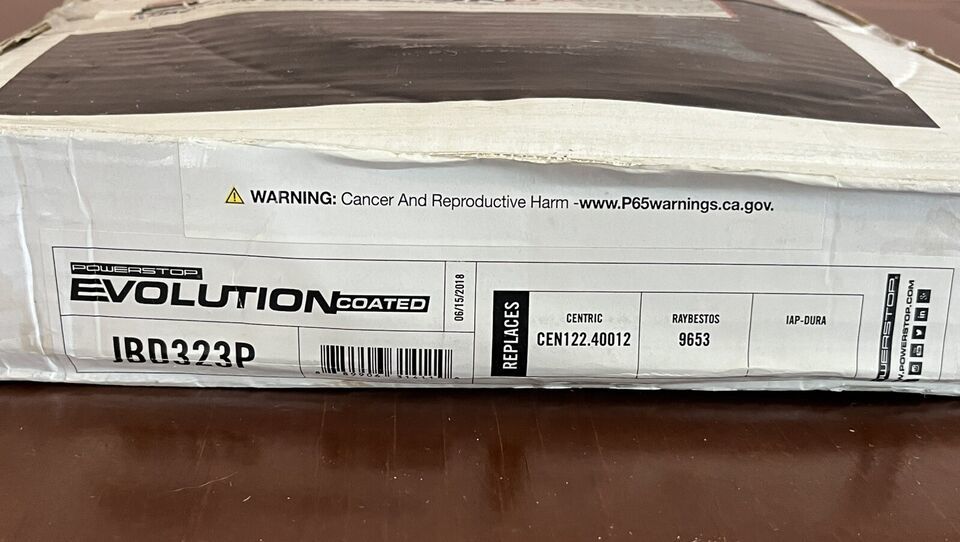 WARNING: Cancer And Reproductive Harm -www.P65warnings.ca.gov.
POWERSTOP
EVOLUTION COATED
06/15/2018
JBD323P
REPLACES
CENTRIC
CEN122.40012
RAYBESTOS
9653
IAP-DURA
POWERSTOP
WWW.POWERSTOP.COM